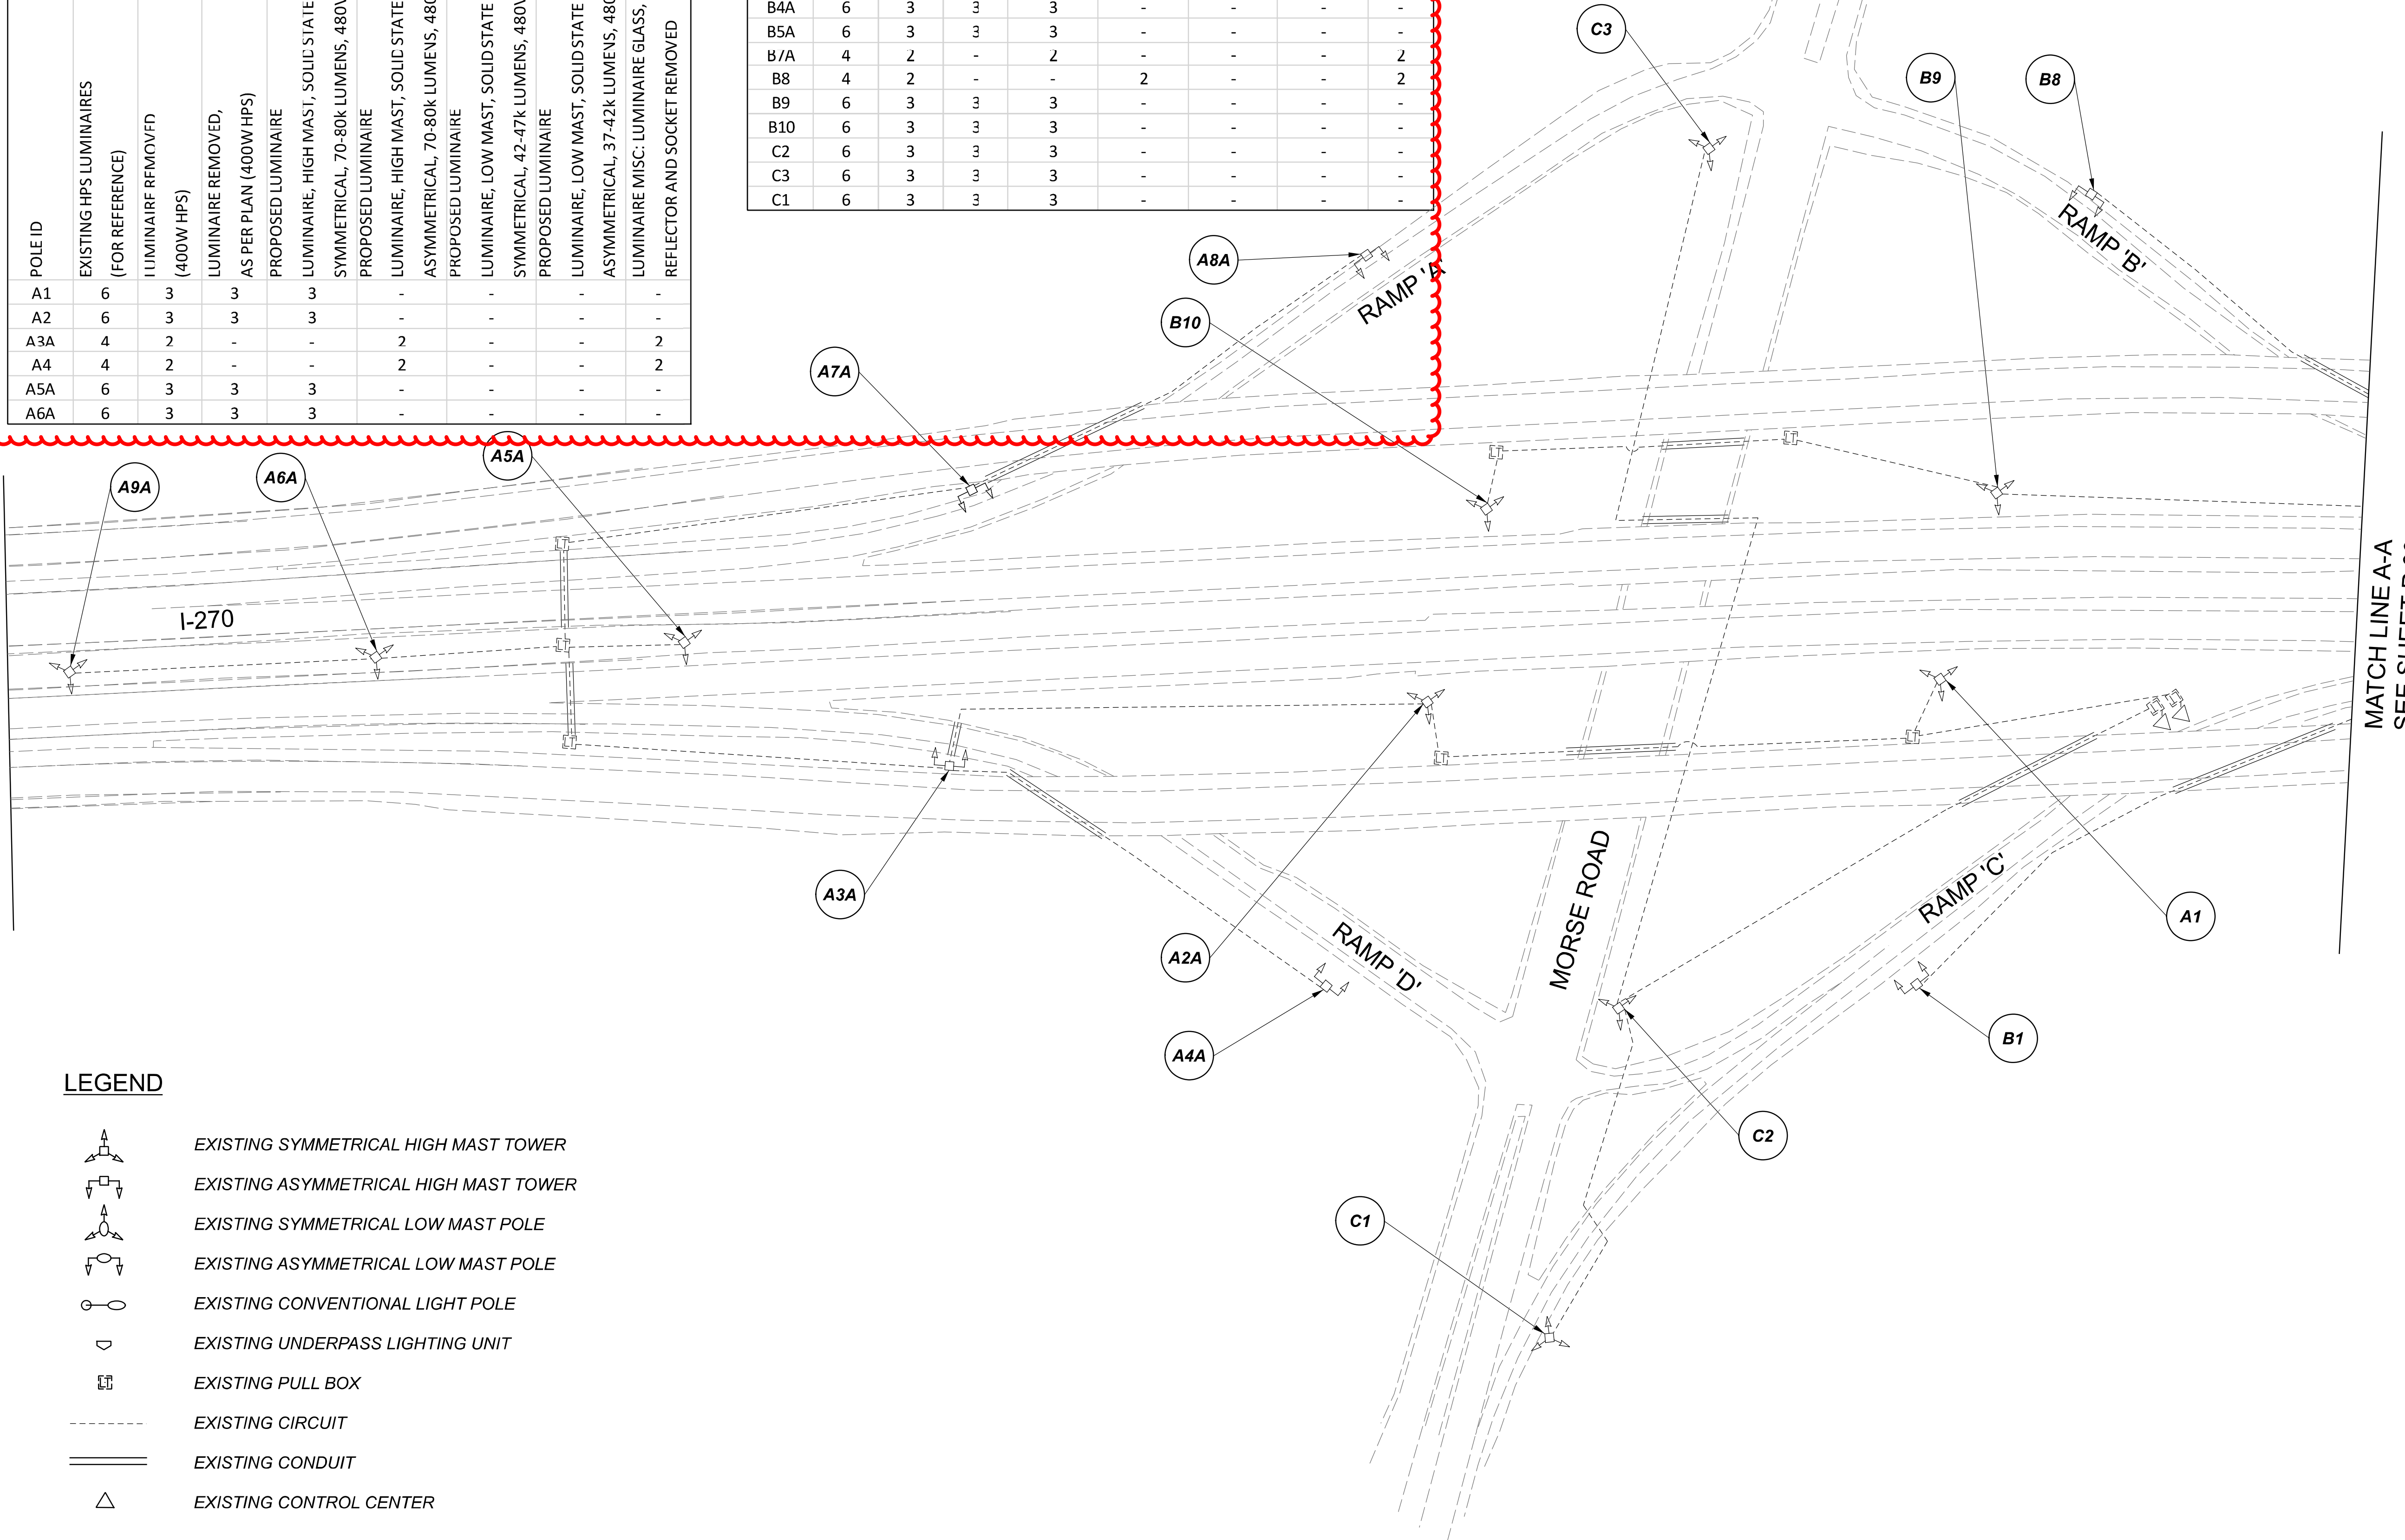 POLE ID
EXISTING HPS LUMINAIRES
(FOR REFERENCE)
LUMINAIRE REMOVED
(400W HPS)
LUMINAIRE REMOVED,
AS PER PLAN (400W HPS)
PROPOSED LUMINAIRE
LUMINAIRE, HIGH MAST, SOLID STATE
SYMMETRICAL, 70-80k LUMENS, 480V
PROPOSED LUMINAIRE
LUMINAIRE, HIGH MAST, SOLID STATE
ASYMMETRICAL, 70-80k LUMENS, 480
PROPOSED LUMINAIRE
LUMINAIRE, LOW MAST, SOLID STATE
SYMMETRICAL, 42-47k LUMENS, 480V
PROPOSED LUMINAIRE
LUMINAIRE, LOW MAST, SOLID STATE
ASYMMETRICAL, 37-42k LUMENS, 480
LUMINAIRE MISC: LUMINAIRE GLASS,
REFLECTOR AND SOCKET REMOVED
A1 6 3 3 3 - - - -
A2 6 3 3 3 - - - -
A3A 4 2 - - 2 - - 2
A4 4 2 - - 2 - - 2
A5A 6 3 3 3 - - - -
A6A 6 3 3 3 - - - -
B4A 6 3 3 3 - - - -
B5A 6 3 3 3 - - - -
B7A 4 2 - 2 - - - 2
B8 4 2 - - 2 - - 2
B9 6 3 3 3 - - - -
B10 6 3 3 3 - - - -
C2 6 3 3 3 - - - -
C3 6 3 3 3 - - - -
C1 6 3 3 3 - - - -
C3
B9
B8
A8A
RAMP 'A'
RAMP 'B'
B10
A7A
A9A
A6A
A5A
I-270
MATCH LINE A-A
A3A
A2A
RAMP 'D'
MORSE ROAD
RAMP 'C'
A1
A4A
B1
C2
C1
LEGEND
EXISTING SYMMETRICAL HIGH MAST TOWER
EXISTING ASYMMETRICAL HIGH MAST TOWER
EXISTING SYMMETRICAL LOW MAST POLE
EXISTING ASYMMETRICAL LOW MAST POLE
EXISTING CONVENTIONAL LIGHT POLE
EXISTING UNDERPASS LIGHTING UNIT
EXISTING PULL BOX
EXISTING CIRCUIT
EXISTING CONDUIT
EXISTING CONTROL CENTER